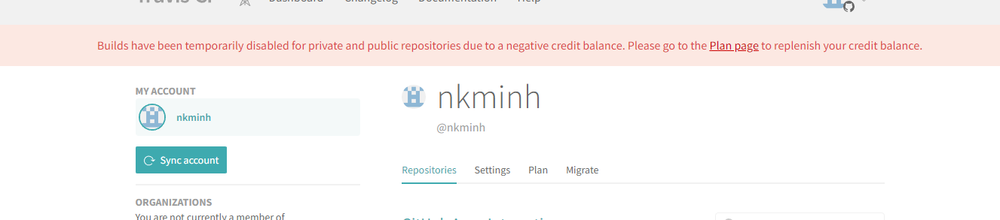 Travis CI Dashboard Changelog Documentation Help
Builds have been temporarily disabled for private and public repositories due to a negative credit balance. Please go to the Plan page to replenish your credit balance.
MY ACCOUNT
nkminh
Sync account
ORGANIZATIONS
You are not currently a member of
nkminh
@nkminh
Repositories Settings Plan Migrate